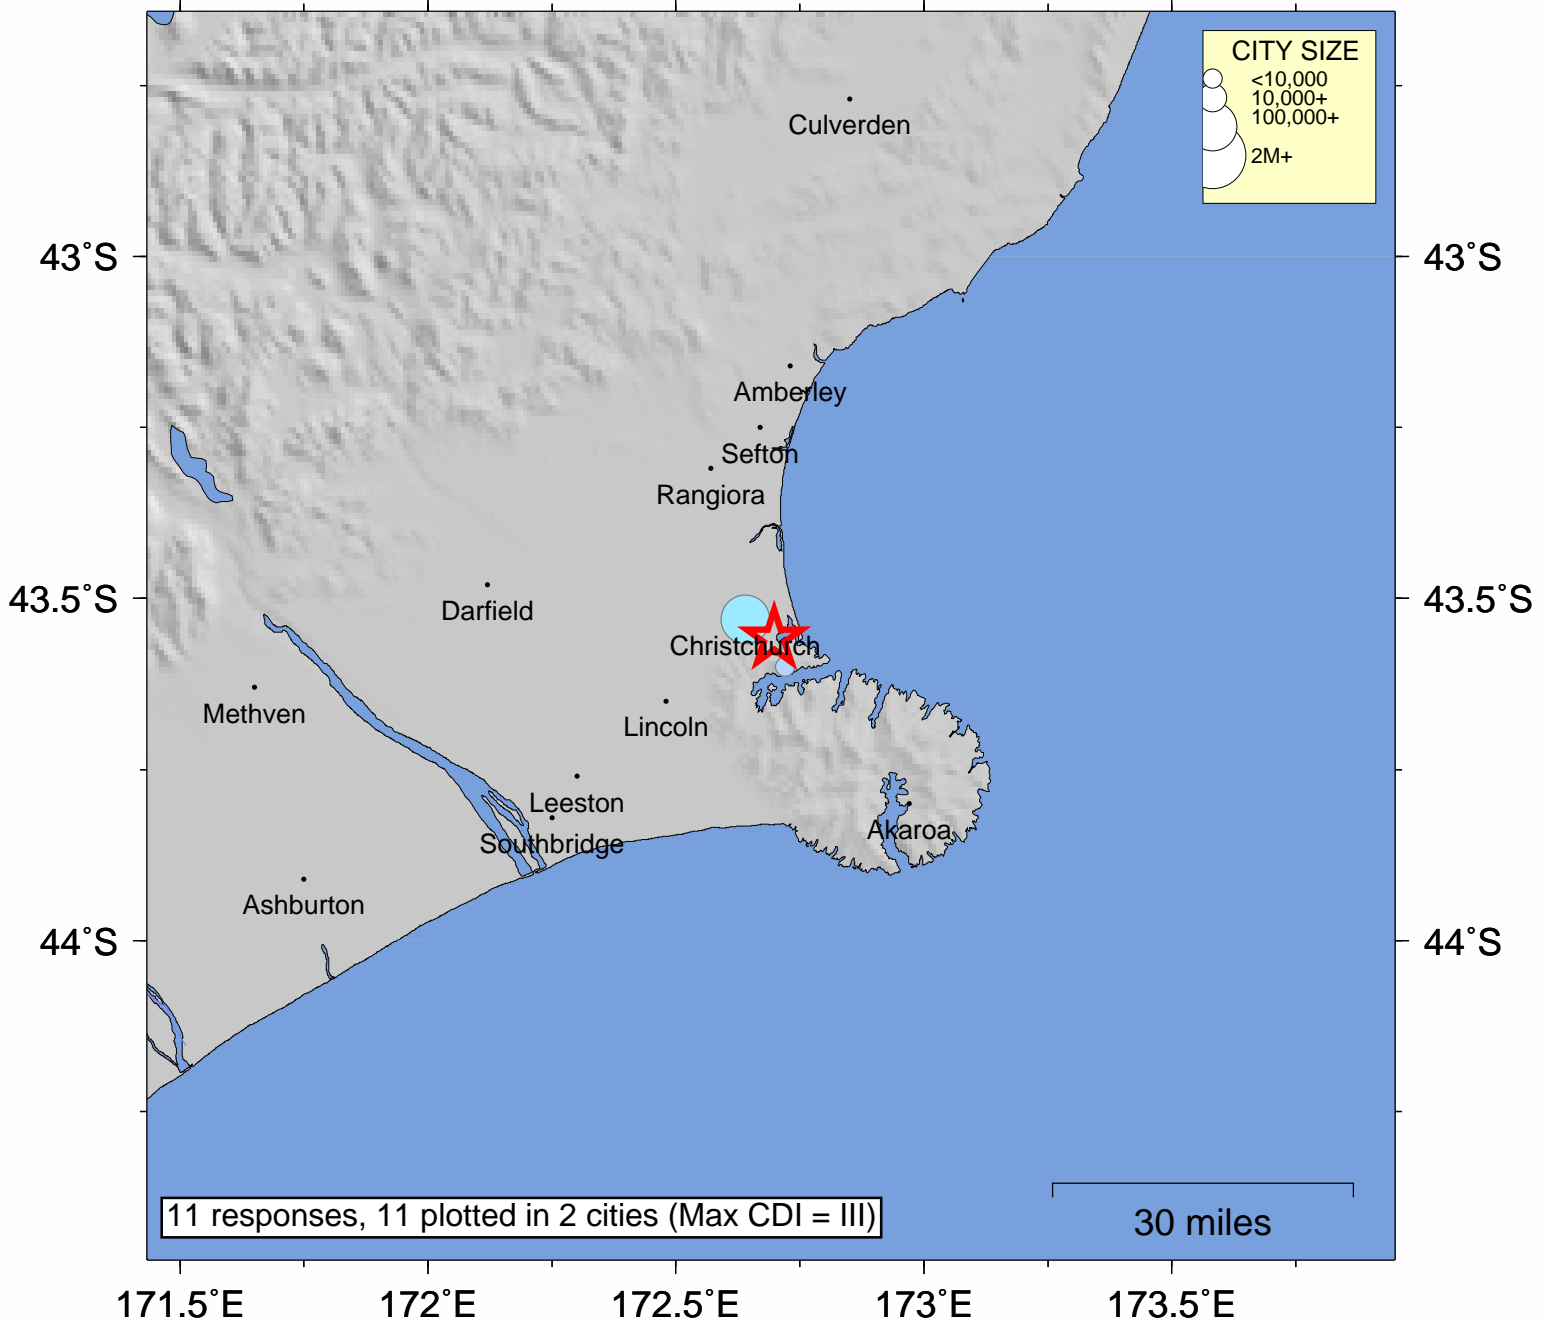 CITY SIZE
<10,000
10,000+
100,000+
2M+
Culverden
43°S
43°S
Amberley
Sefton
Rangiora
43.5°S
43.5°S
Darfield
Christchurch
Methven
Lincoln
Leeston
Southbridge
Akaroa
Ashburton
44°S
44°S
11 responses, 11 plotted in 2 cities (Max CDI = III)
30 miles
171.5°E
172°E
172.5°E
173°E
173.5°E